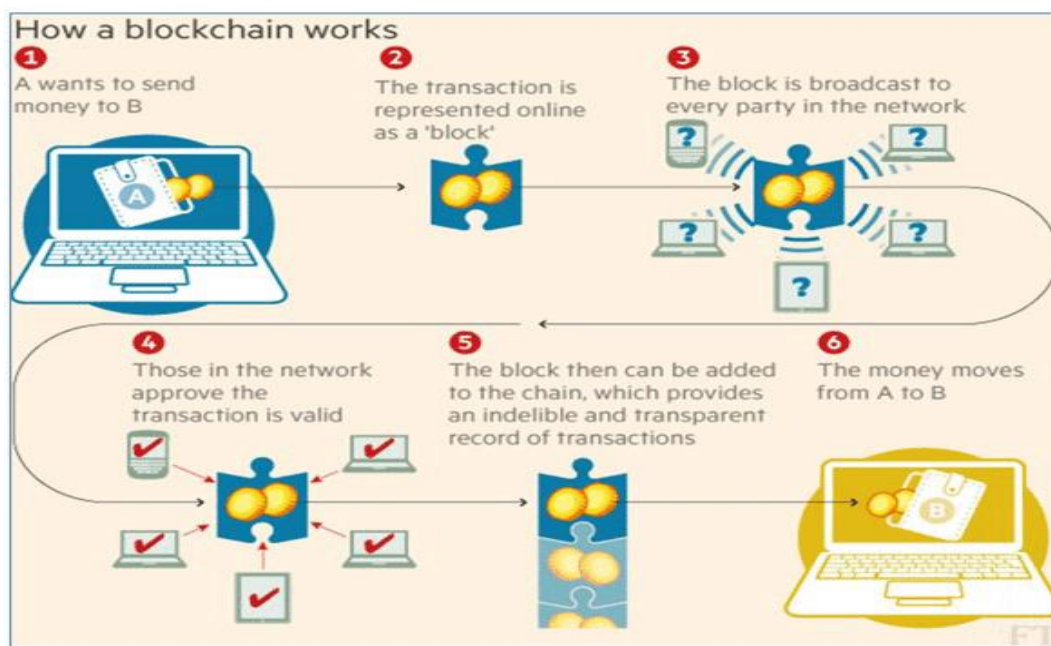 How a blockchain works
1
A wants to send
money to B
2
The transaction is
represented online
as a 'block'
3
The block is broadcast to
every party in the network
A
?
?
?
?
?
4
Those in the network
approve the
transaction is valid
5
The block then can be added
to the chain, which provides
an indelible and transparent
record of transactions
6
The money moves
from A to B
B
FT